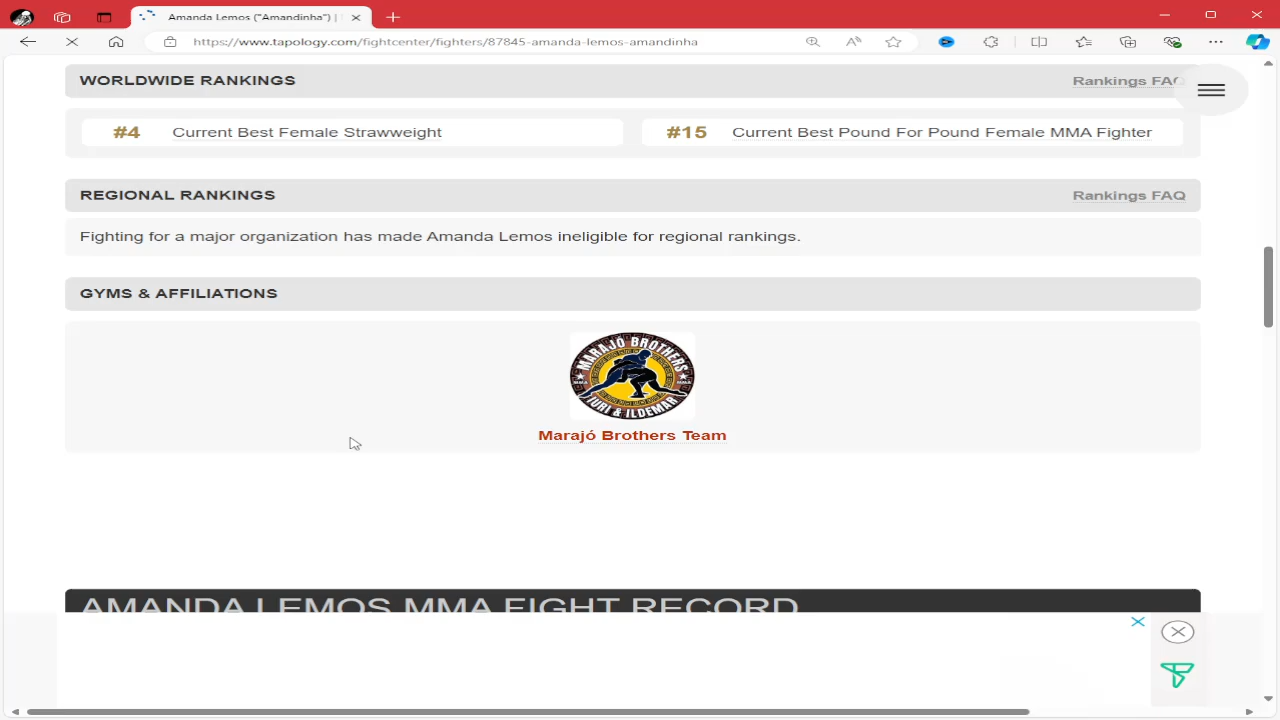 Amanda Lemos ("Amandinha") |
https://www.tapology.com/fightcenter/fighters/87845-amanda-lemos-amandinha
WORLDWIDE RANKINGS
Rankings FAQ
#4 Current Best Female Strawweight
#15 Current Best Pound For Pound Female MMA Fighter
REGIONAL RANKINGS
Rankings FAQ
Fighting for a major organization has made Amanda Lemos ineligible for regional rankings.
GYMS & AFFILIATIONS
MARAJÓ BROTHERS
IURI & ILDEMAR
Marajó Brothers Team
AMANDA LEMOS MMA FIGHT RECORD